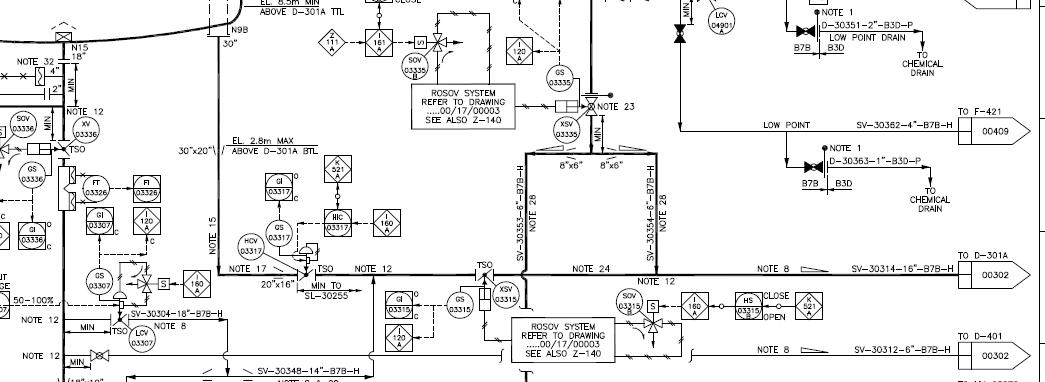 EL. 8.5m MIN
ABOVE D-301A TTL
CLOSE
N9B
30"
N15
18"
NOTE 32
4"
2"
MIN
NOTE 12
SOV
03336
XV
03336
MIN
TSO
S
GS
03336
FT
03326
FI
03326
GI
03307
C
I
120
A
C
GI
03336
C
O
GS
03307
S
I
160
A
50-100%
SV-30304-18"-B7B-H
NOTE 12
MIN
TSO
NOTE 8
LCV
03307
NOTE 12
MIN
SV-30348-14"-B7B-H
Z
111
A
I
161
A
S
SOV
03335
B
I
120
A
C
GS
03335
ROSOV SYSTEM
REFER TO DRAWING
.....00/17/00003
SEE ALSO Z-140
NOTE 23
XSV
03335
MIN
EL. 2.8m MAX
ABOVE D-301A BTL
30"x20"
K
521
A
GI
03317
O
C
GS
03317
HIC
03317
I
160
A
HCV
03317
NOTE 15
NOTE 17
20"x16"
TSO
NOTE 12
MIN TO
SL-30255
8"x6"
8"x6"
SV-30353-6"-B7B-H
NOTE 28
SV-30354-6"-B7B-H
NOTE 28
TSO
NOTE 24
NOTE 12
XSV
03315
GI
03315
O
C
GS
03315
I
120
A
ROSOV SYSTEM
REFER TO DRAWING
.....00/17/00003
SEE ALSO Z-140
SOV
03315
B
S
I
160
A
HS
03315
B
CLOSE
OPEN
K
521
A
MIN
LCV
04901
A
NOTE 1
D-30351-2"-B3D-P
LOW POINT DRAIN
B7B
B3D
TO
CHEMICAL
DRAIN
LOW POINT
SV-30362-4"-B7B-H
TO F-421
00409
NOTE 1
D-30363-1"-B3D-P
B7B
B3D
TO
CHEMICAL
DRAIN
NOTE 8
SV-30314-16"-B7B-H
TO D-301A
00302
NOTE 8
SV-30312-6"-B7B-H
TO D-401
00302